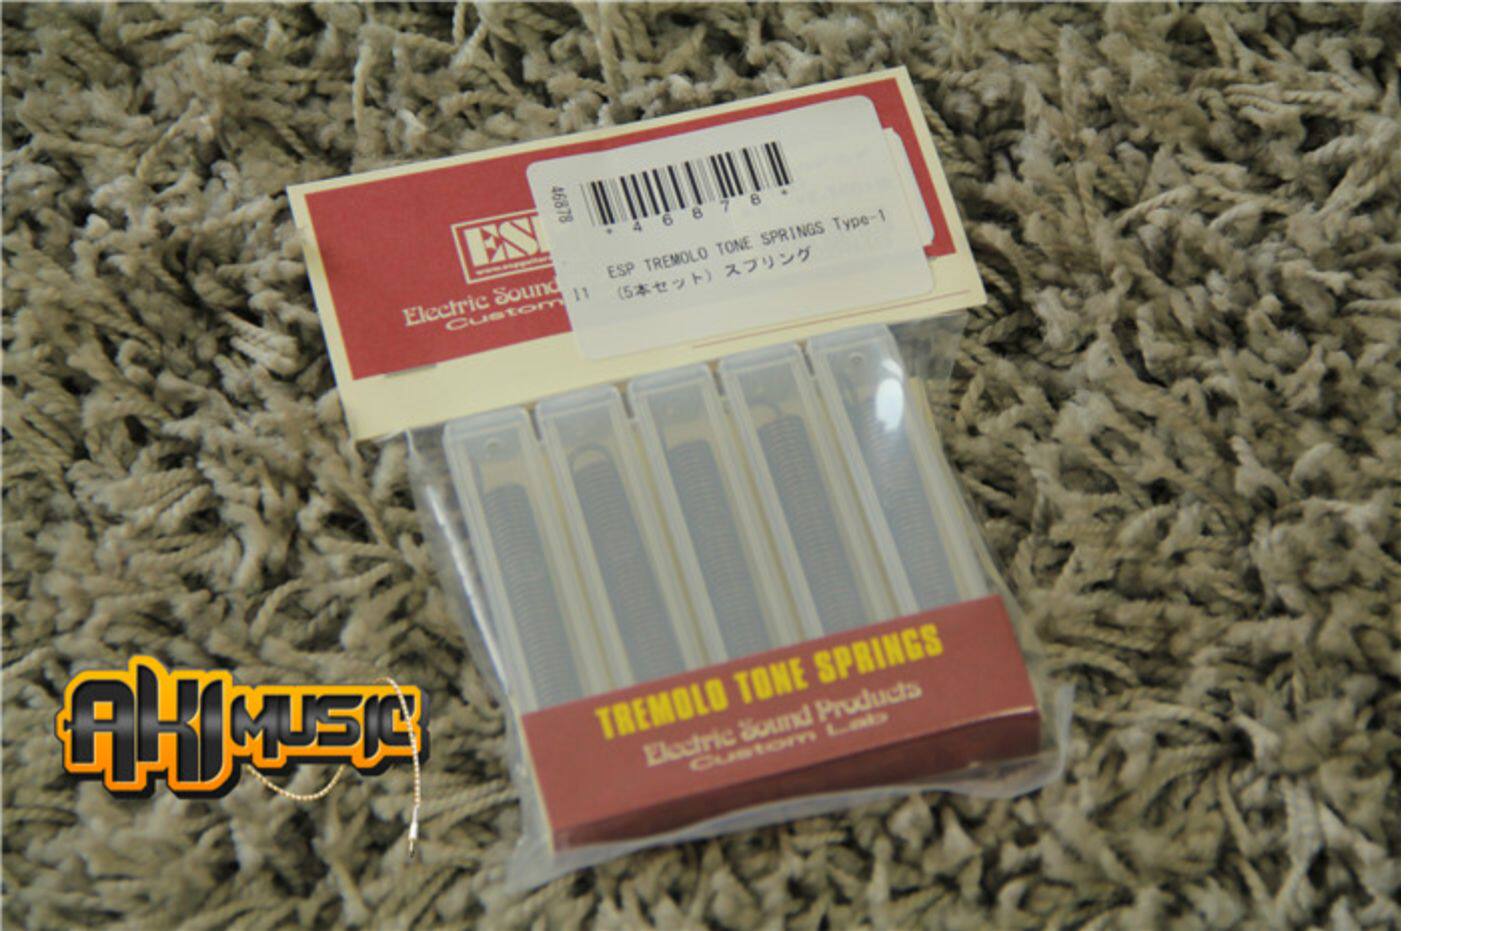 46878
* 4 6 8 7 8 *
ESP TREMOLO TONE SPRINGS Type-1
11 (5本セット) スプリング
Electric Sound
Custom
TREMOLO TONE SPRINGS
Electric Sound Products
Custom Lab
AKI MUSIC